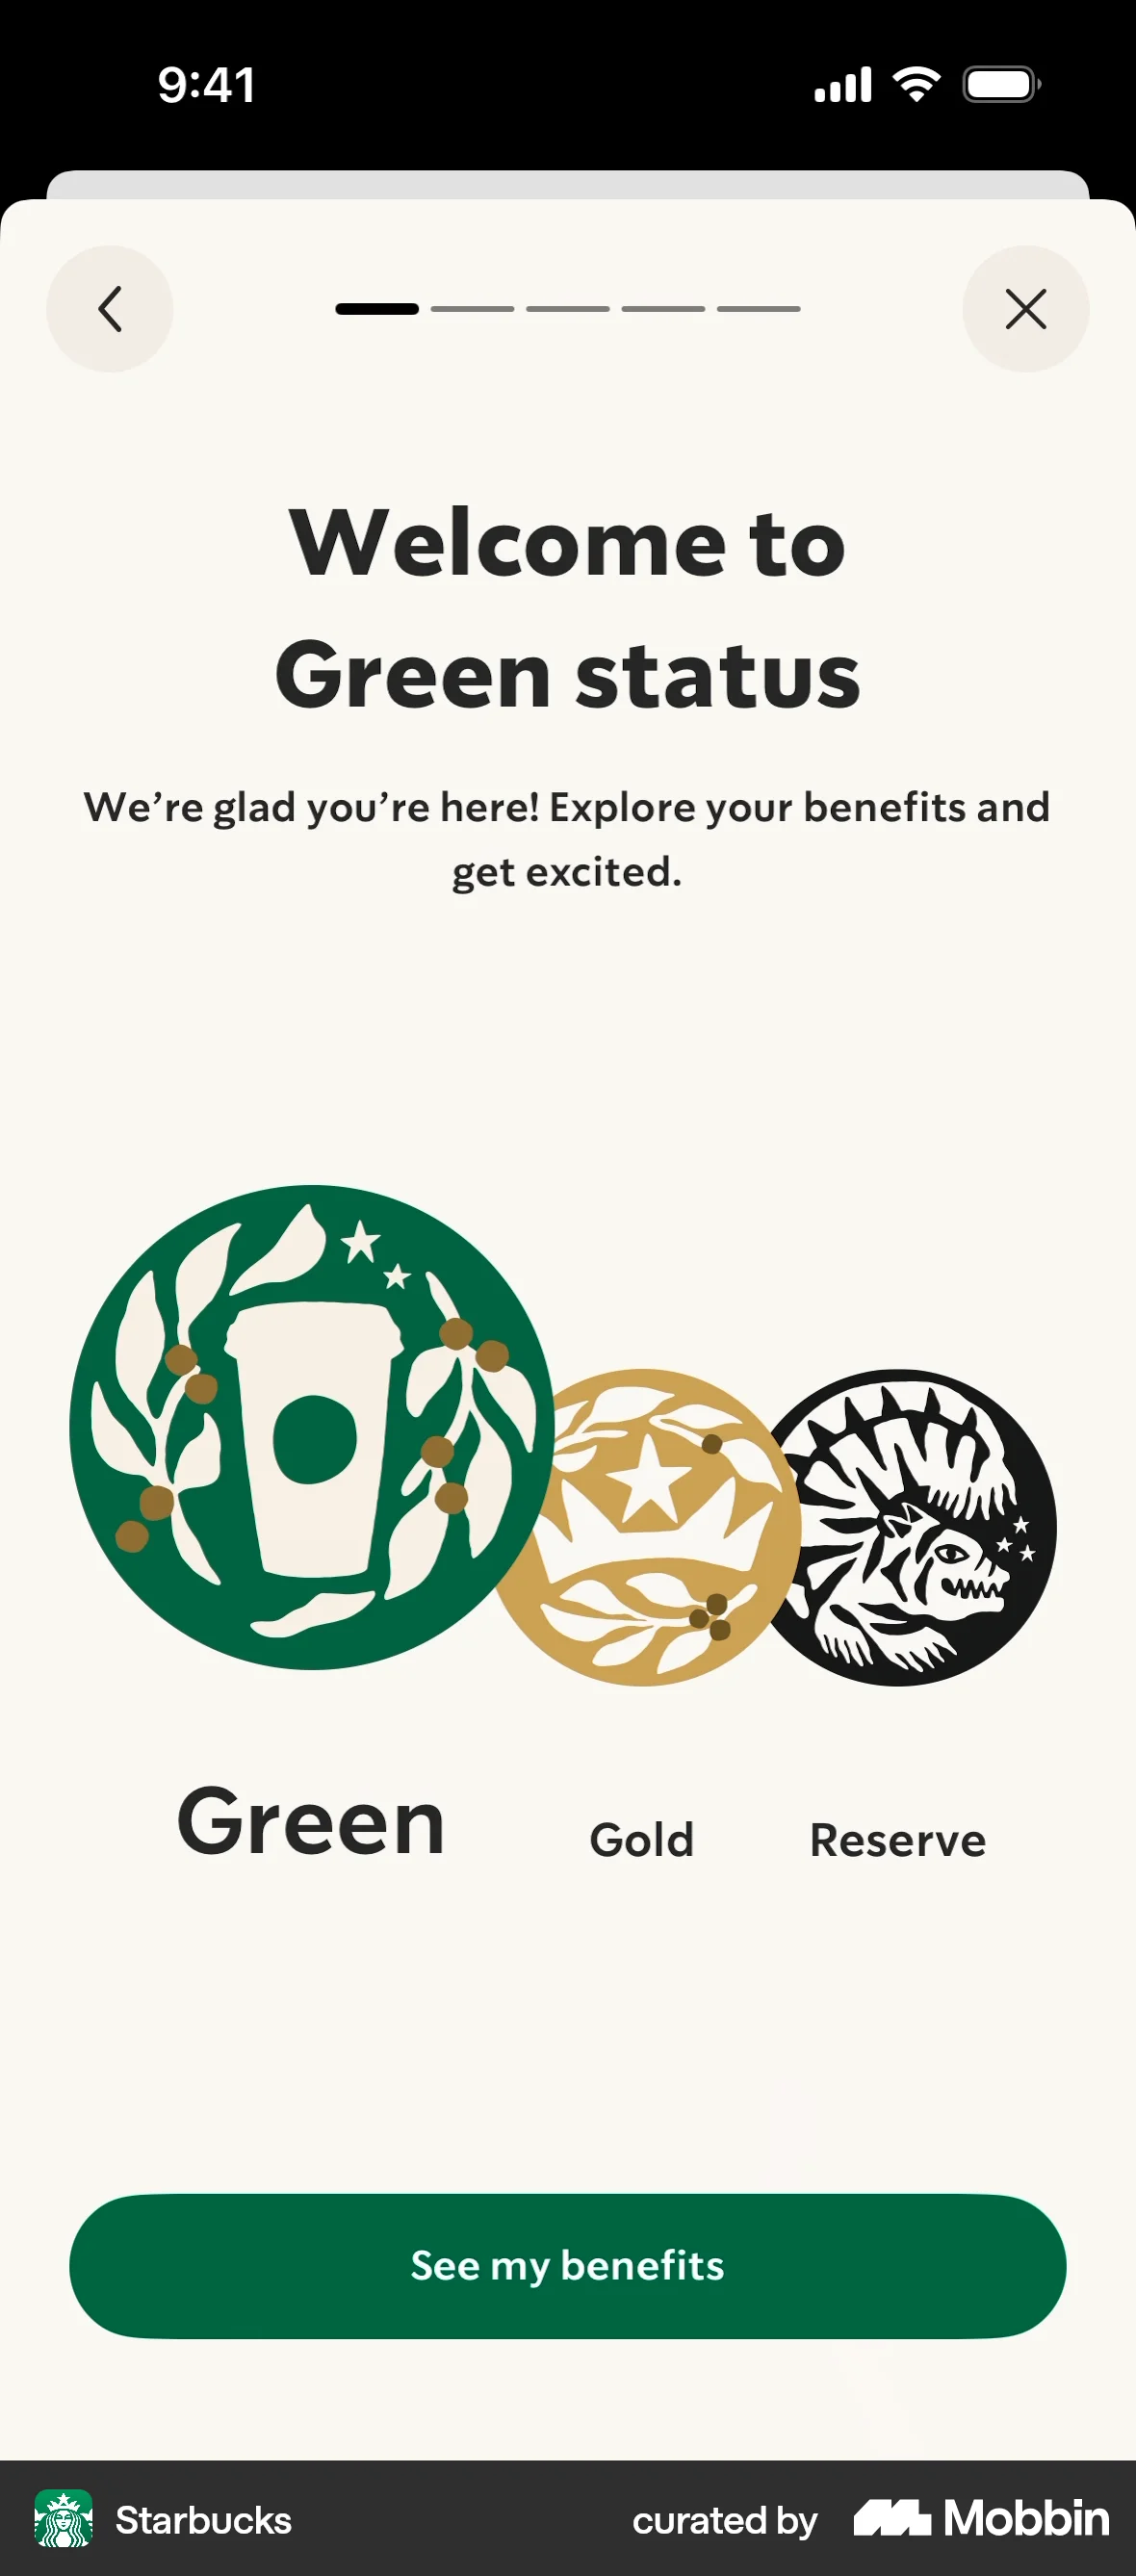 9:41
Welcome to
Green status
We’re glad you’re here! Explore your benefits and
get excited.
Green Gold Reserve
See my benefits
Starbucks curated by Mobbin